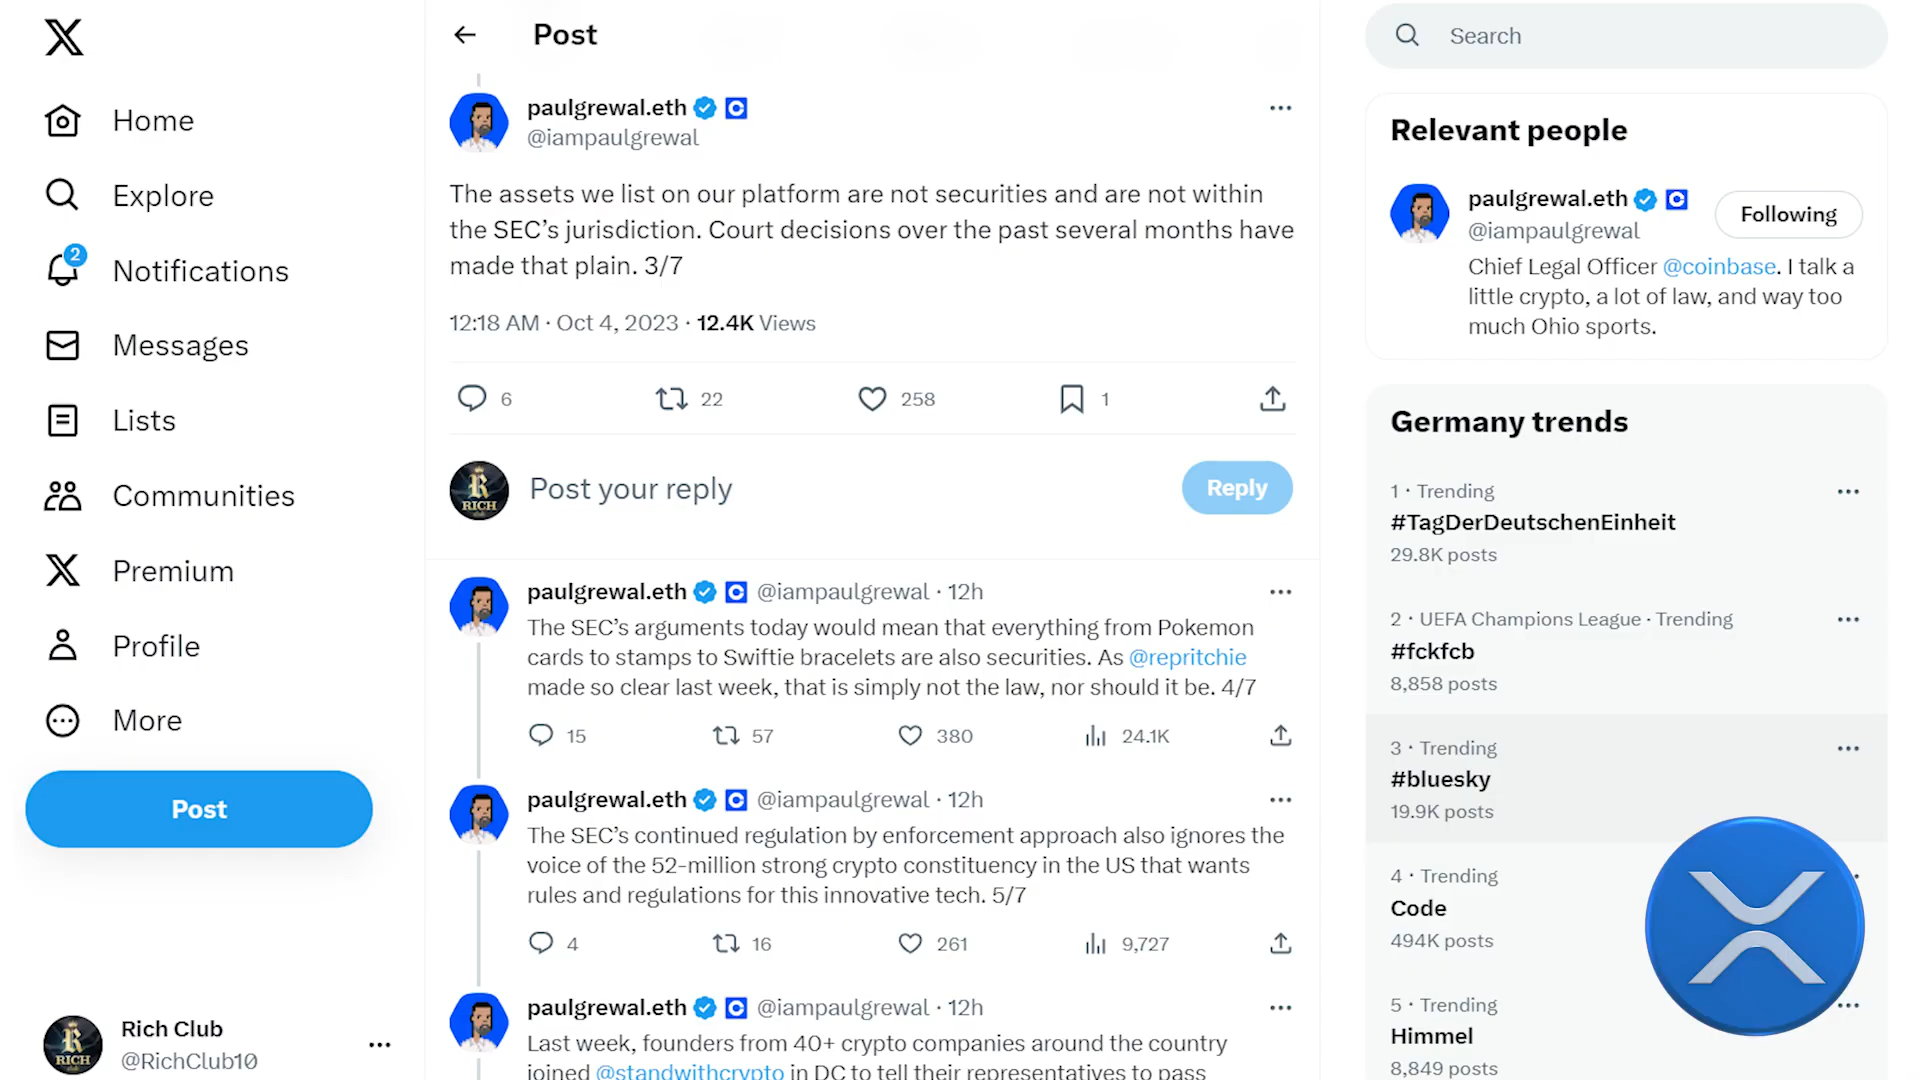 Home
Explore
2
Notifications
Messages
Lists
Communities
Premium
Profile
More
Post
Rich Club
@RichClub10
Post
paulgrewal.eth
@iampaulgrewal
The assets we list on our platform are not securities and are not within
the SEC’s jurisdiction. Court decisions over the past several months have
made that plain. 3/7
12:18 AM · Oct 4, 2023 · 12.4K Views
6 22 258 1
RICH
Post your reply
Reply
paulgrewal.eth @iampaulgrewal · 12h
The SEC’s arguments today would mean that everything from Pokemon
cards to stamps to Swiftie bracelets are also securities. As @repritchie
made so clear last week, that is simply not the law, nor should it be. 4/7
15 57 380 24.1K
paulgrewal.eth @iampaulgrewal · 12h
The SEC’s continued regulation by enforcement approach also ignores the
voice of the 52-million strong crypto constituency in the US that wants
rules and regulations for this innovative tech. 5/7
4 16 261 9,727
paulgrewal.eth @iampaulgrewal · 12h
Last week, founders from 40+ crypto companies around the country
joined @standwithcrypto in DC to tell their representatives to pass
Search
Relevant people
paulgrewal.eth
@iampaulgrewal
Following
Chief Legal Officer @coinbase. I talk a
little crypto, a lot of law, and way too
much Ohio sports.
Germany trends
1 · Trending
#TagDerDeutschenEinheit
29.8K posts
2 · UEFA Champions League · Trending
#fckfcb
8,858 posts
3 · Trending
#bluesky
19.9K posts
4 · Trending
Code
494K posts
5 · Trending
Himmel
8,849 posts
RICH